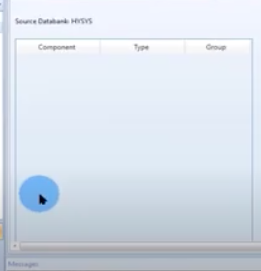 Source Databank: HYSYS
Component Type Group
Messages